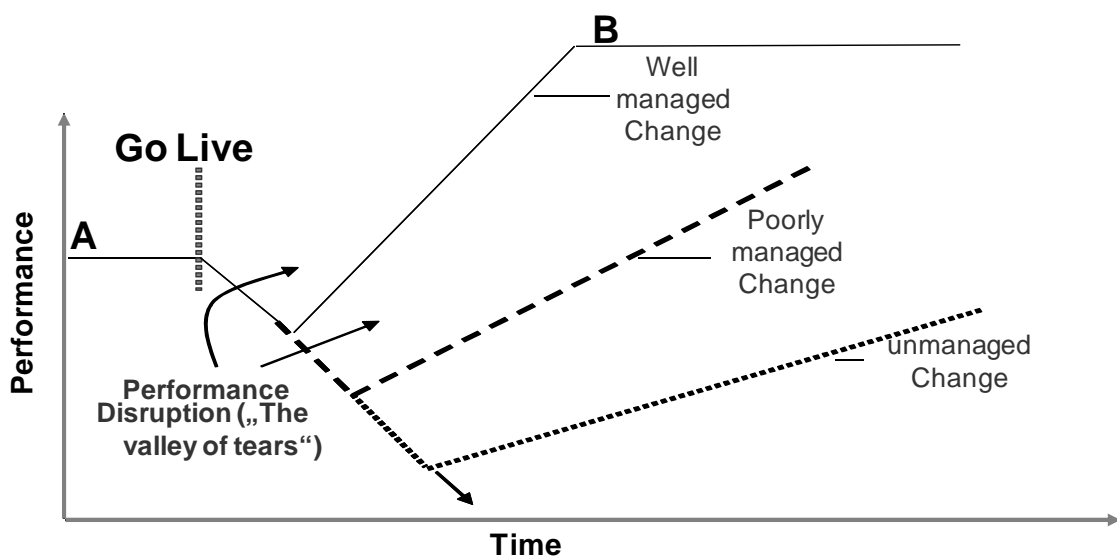 B
Well
managed
Change
Go Live
A
Poorly
managed
Change
Performance
unmanaged
Change
Performance
Disruption („The
valley of tears“)
Time